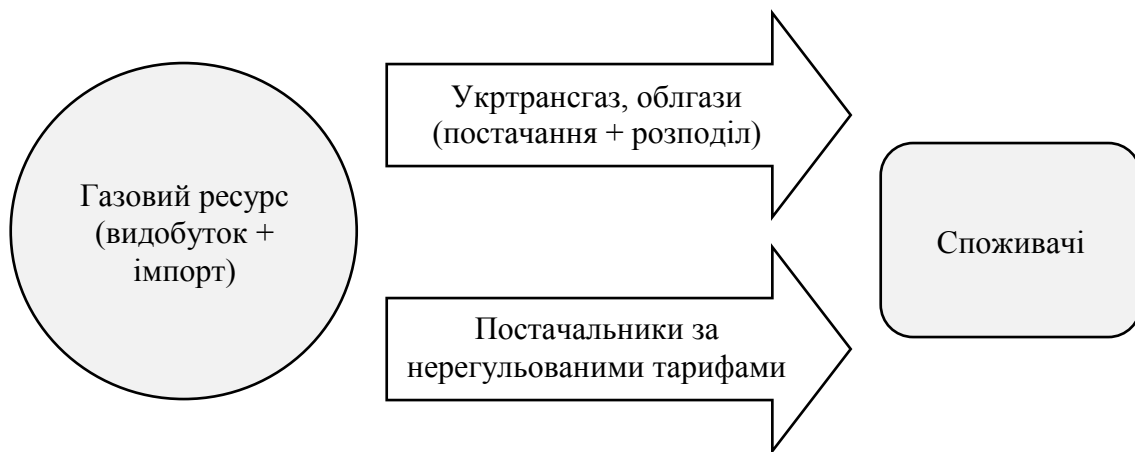 Газовий ресурс
(видобуток +
імпорт)
Укртрансгаз, облгази
(постачання + розподіл)
Постачальники за
нерегульованими тарифами
Споживачі